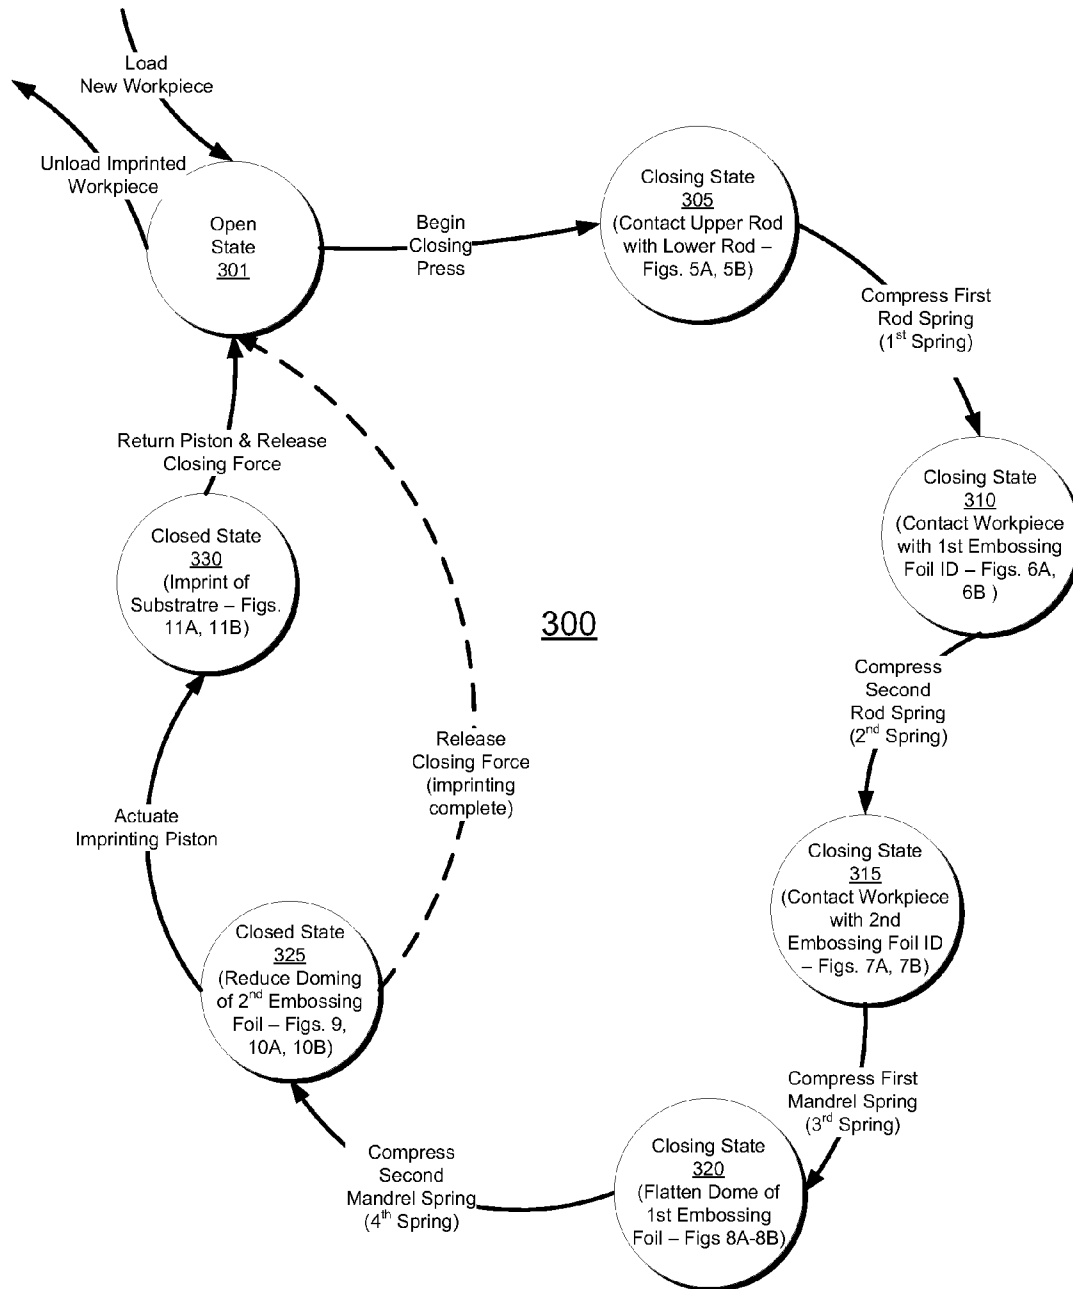 Load
New Workpiece
Unload Imprinted
Workpiece
Open
State
301
Begin
Closing
Press
Closing State
305
(Contact Upper Rod
with Lower Rod –
Figs. 5A, 5B)
Compress First
Rod Spring
(1st Spring)
Closing State
310
(Contact Workpiece
with 1st Embossing
Foil ID – Figs. 6A,
6B )
Compress
Second
Rod Spring
(2nd Spring)
Closing State
315
(Contact Workpiece
with 2nd
Embossing Foil ID
– Figs. 7A, 7B)
Compress First
Mandrel Spring
(3rd Spring)
Closing State
320
(Flatten Dome of
1st Embossing
Foil – Figs 8A-8B)
Compress
Second
Mandrel Spring
(4th Spring)
Closed State
325
(Reduce Doming
of 2nd Embossing
Foil – Figs. 9,
10A, 10B)
Actuate
Imprinting Piston
Closed State
330
(Imprint of
Substratre – Figs.
11A, 11B)
Return Piston & Release
Closing Force
Release
Closing Force
(imprinting
complete)
300